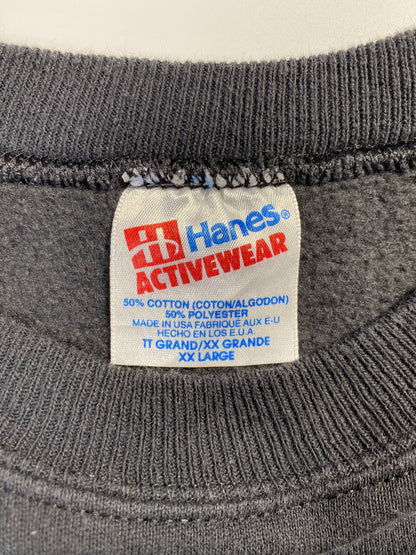 Hanes®
ACTIVEWEAR
50% COTTON (COTON/ALGODON)
50% POLYESTER
MADE IN USA FABRIQUÉ AUX E-U
HECHO EN LOS E.U.A.
TT GRAND/XX GRANDE
XX LARGE